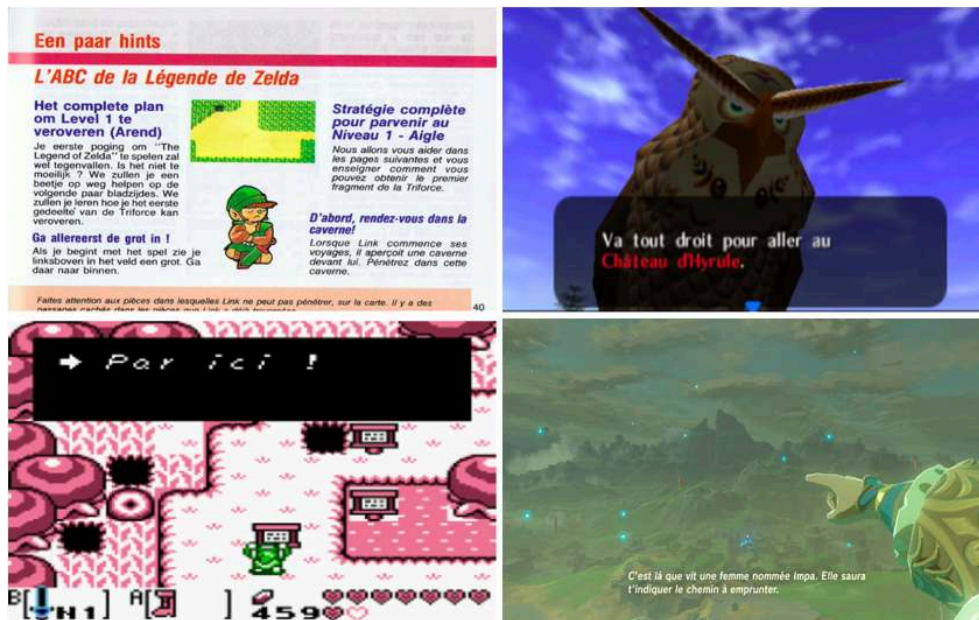 Een paar hints
L'ABC de la Légende de Zelda
Het complete plan
om Level 1 te
veroveren (Arend)
Je eerste poging om "The
Legend of Zelda" te spelen zal
wel tegenvallen. Is het niet te
moeilijk ? We zullen je een
beetje op weg helpen op de
volgende paar bladzijdes. We
zullen je leren hoe je het eerste
gedeelte van de Triforce kan
veroveren.
Ga allereerst de grot in !
Als je begint met het spel zie je
linksboven in het veld een grot. Ga
daar naar binnen.
Stratégie complète
pour parvenir au
Niveau 1 - Aigle
Nous allons vous aider dans
les pages suivantes et vous
enseigner comment vous
pouvez obtenir le premier
fragment de la Triforce.
D'abord, rendez-vous dans la
caverne!
Lorsque Link commence ses
voyages, il aperçoit une caverne
devant lui. Pénétrez dans cette
caverne.
Faites attention aux pièces dans lesquelles Link ne peut pas pénétrer, sur la carte. Il y a des
passages cachés dans les pièces que Link a déjà
40
Va tout droit pour aller au
Château d'Hyrule.
→ Par ici !
B[ N1] A[ ] 459
C'est là que vit une femme nommée Impa. Elle saura
t'indiquer le chemin à emprunter.